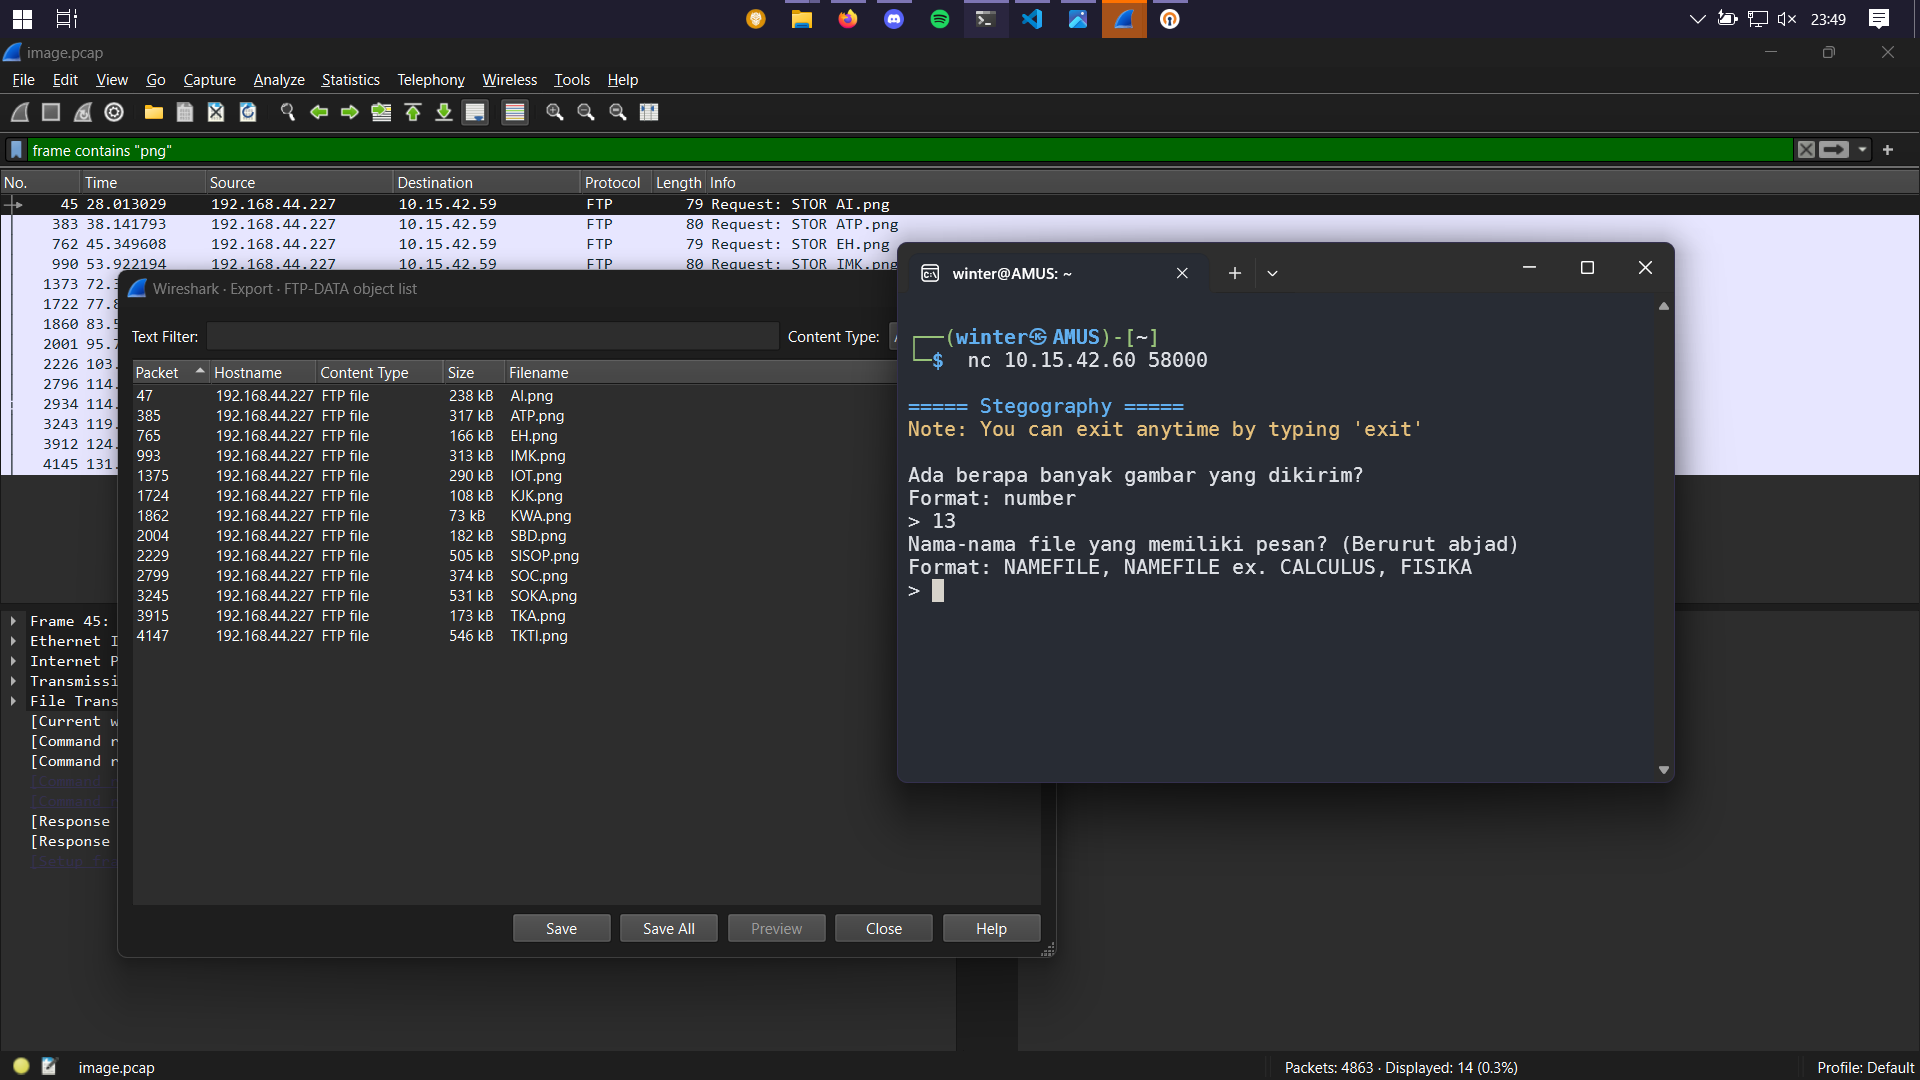 23:49
image.pcap
File Edit View Go Capture Analyze Statistics Telephony Wireless Tools Help
frame contains "png"
No. Time Source Destination Protocol Length Info
45 28.013029 192.168.44.227 10.15.42.59 FTP 79 Request: STOR AI.png
383 38.141793 192.168.44.227 10.15.42.59 FTP 80 Request: STOR ATP.png
762 45.349608 192.168.44.227 10.15.42.59 FTP 79 Request: STOR EH.png
990 53.922194 192.168.44.227 10.15.42.59 FTP 80 Request: STOR IMK.png
1373 72.3
1722 77.8
1860 83.5
2001 95.7
2226 103.
2796 114.
2934 114.
3243 119.
3912 124.
4145 131.
Wireshark · Export · FTP-DATA object list
Text Filter: Content Type:
Packet Hostname Content Type Size Filename
47 192.168.44.227 FTP file 238 kB AI.png
385 192.168.44.227 FTP file 317 kB ATP.png
765 192.168.44.227 FTP file 166 kB EH.png
993 192.168.44.227 FTP file 313 kB IMK.png
1375 192.168.44.227 FTP file 290 kB IOT.png
1724 192.168.44.227 FTP file 108 kB KJK.png
1862 192.168.44.227 FTP file 73 kB KWA.png
2004 192.168.44.227 FTP file 182 kB SBD.png
2229 192.168.44.227 FTP file 505 kB SISOP.png
2799 192.168.44.227 FTP file 374 kB SOC.png
3245 192.168.44.227 FTP file 531 kB SOKA.png
3915 192.168.44.227 FTP file 173 kB TKA.png
4147 192.168.44.227 FTP file 546 kB TKTI.png
Save Save All Preview Close Help
winter@AMUS: ~
(winter㉿AMUS)-[~]
$ nc 10.15.42.60 58000
===== Stegography =====
Note: You can exit anytime by typing 'exit'
Ada berapa banyak gambar yang dikirim?
Format: number
> 13
Nama-nama file yang memiliki pesan? (Berurut abjad)
Format: NAMEFILE, NAMEFILE ex. CALCULUS, FISIKA
>
Frame 45:
Ethernet I
Internet P
Transmissi
File Trans
[Current w
[Command r
[Command r
[Command
[Command
[Response
[Response
[Setup fr
image.pcap
Packets: 4863 · Displayed: 14 (0.3%)
Profile: Default